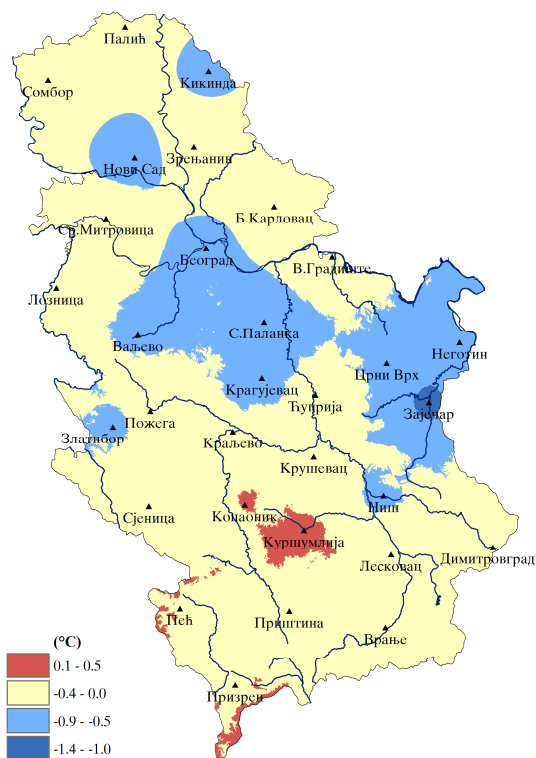 Палић
Кикинда
Сомбор
Зрењанин
Нови Сад
Б Карловац
Ср.Митровица
Београд
В.Градиште
Лозница
С.Паланка
Ваљево
Неготин
Црни Врх
Крагујевац
Ћуприја
Зајечар
Пожега
Златибор
Краљево
Крушевац
Ниш
Копаоник
Сјеница
Куршумлија
Лесковац
Димитровград
Пећ
Приштина
Врање
Призрен
(°C)
0.1 - 0.5
-0.4 - 0.0
-0.9 - -0.5
-1.4 - -1.0